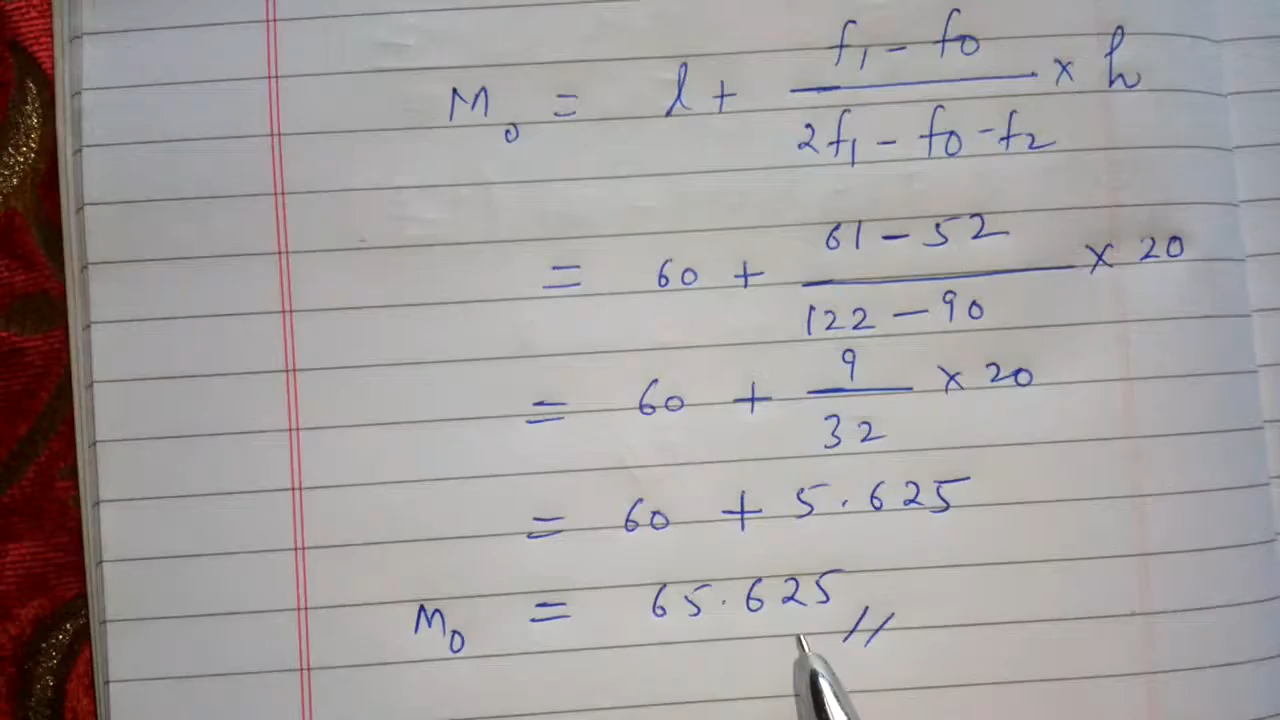 M₀ = l + (f₁ - f₀)/(2f₁ - f₀ - f₂) × h
= 60 + (61 - 52)/(122 - 90) × 20
= 60 + 9/32 × 20
= 60 + 5.625
M₀ = 65.625 //